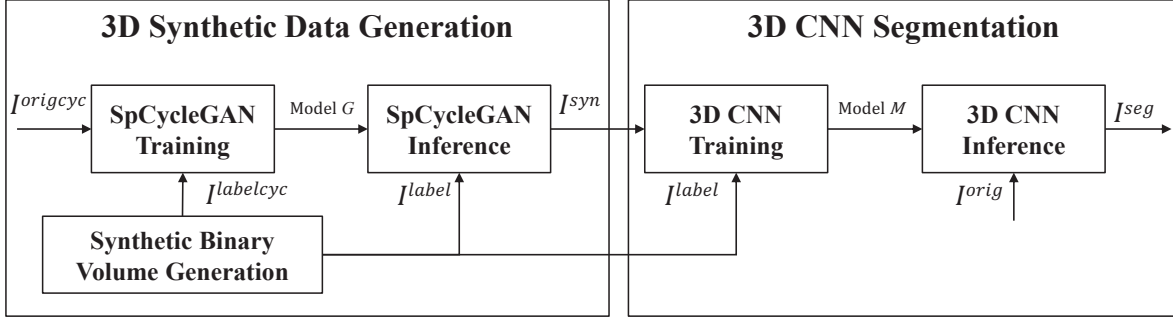 3D Synthetic Data Generation
3D CNN Segmentation
I^{origcyc}
SpCycleGAN
Training
Model G
SpCycleGAN
Inference
I^{syn}
3D CNN
Training
Model M
3D CNN
Inference
I^{seg}
I^{labelcyc}
I^{label}
I^{label}
I^{orig}
Synthetic Binary
Volume Generation